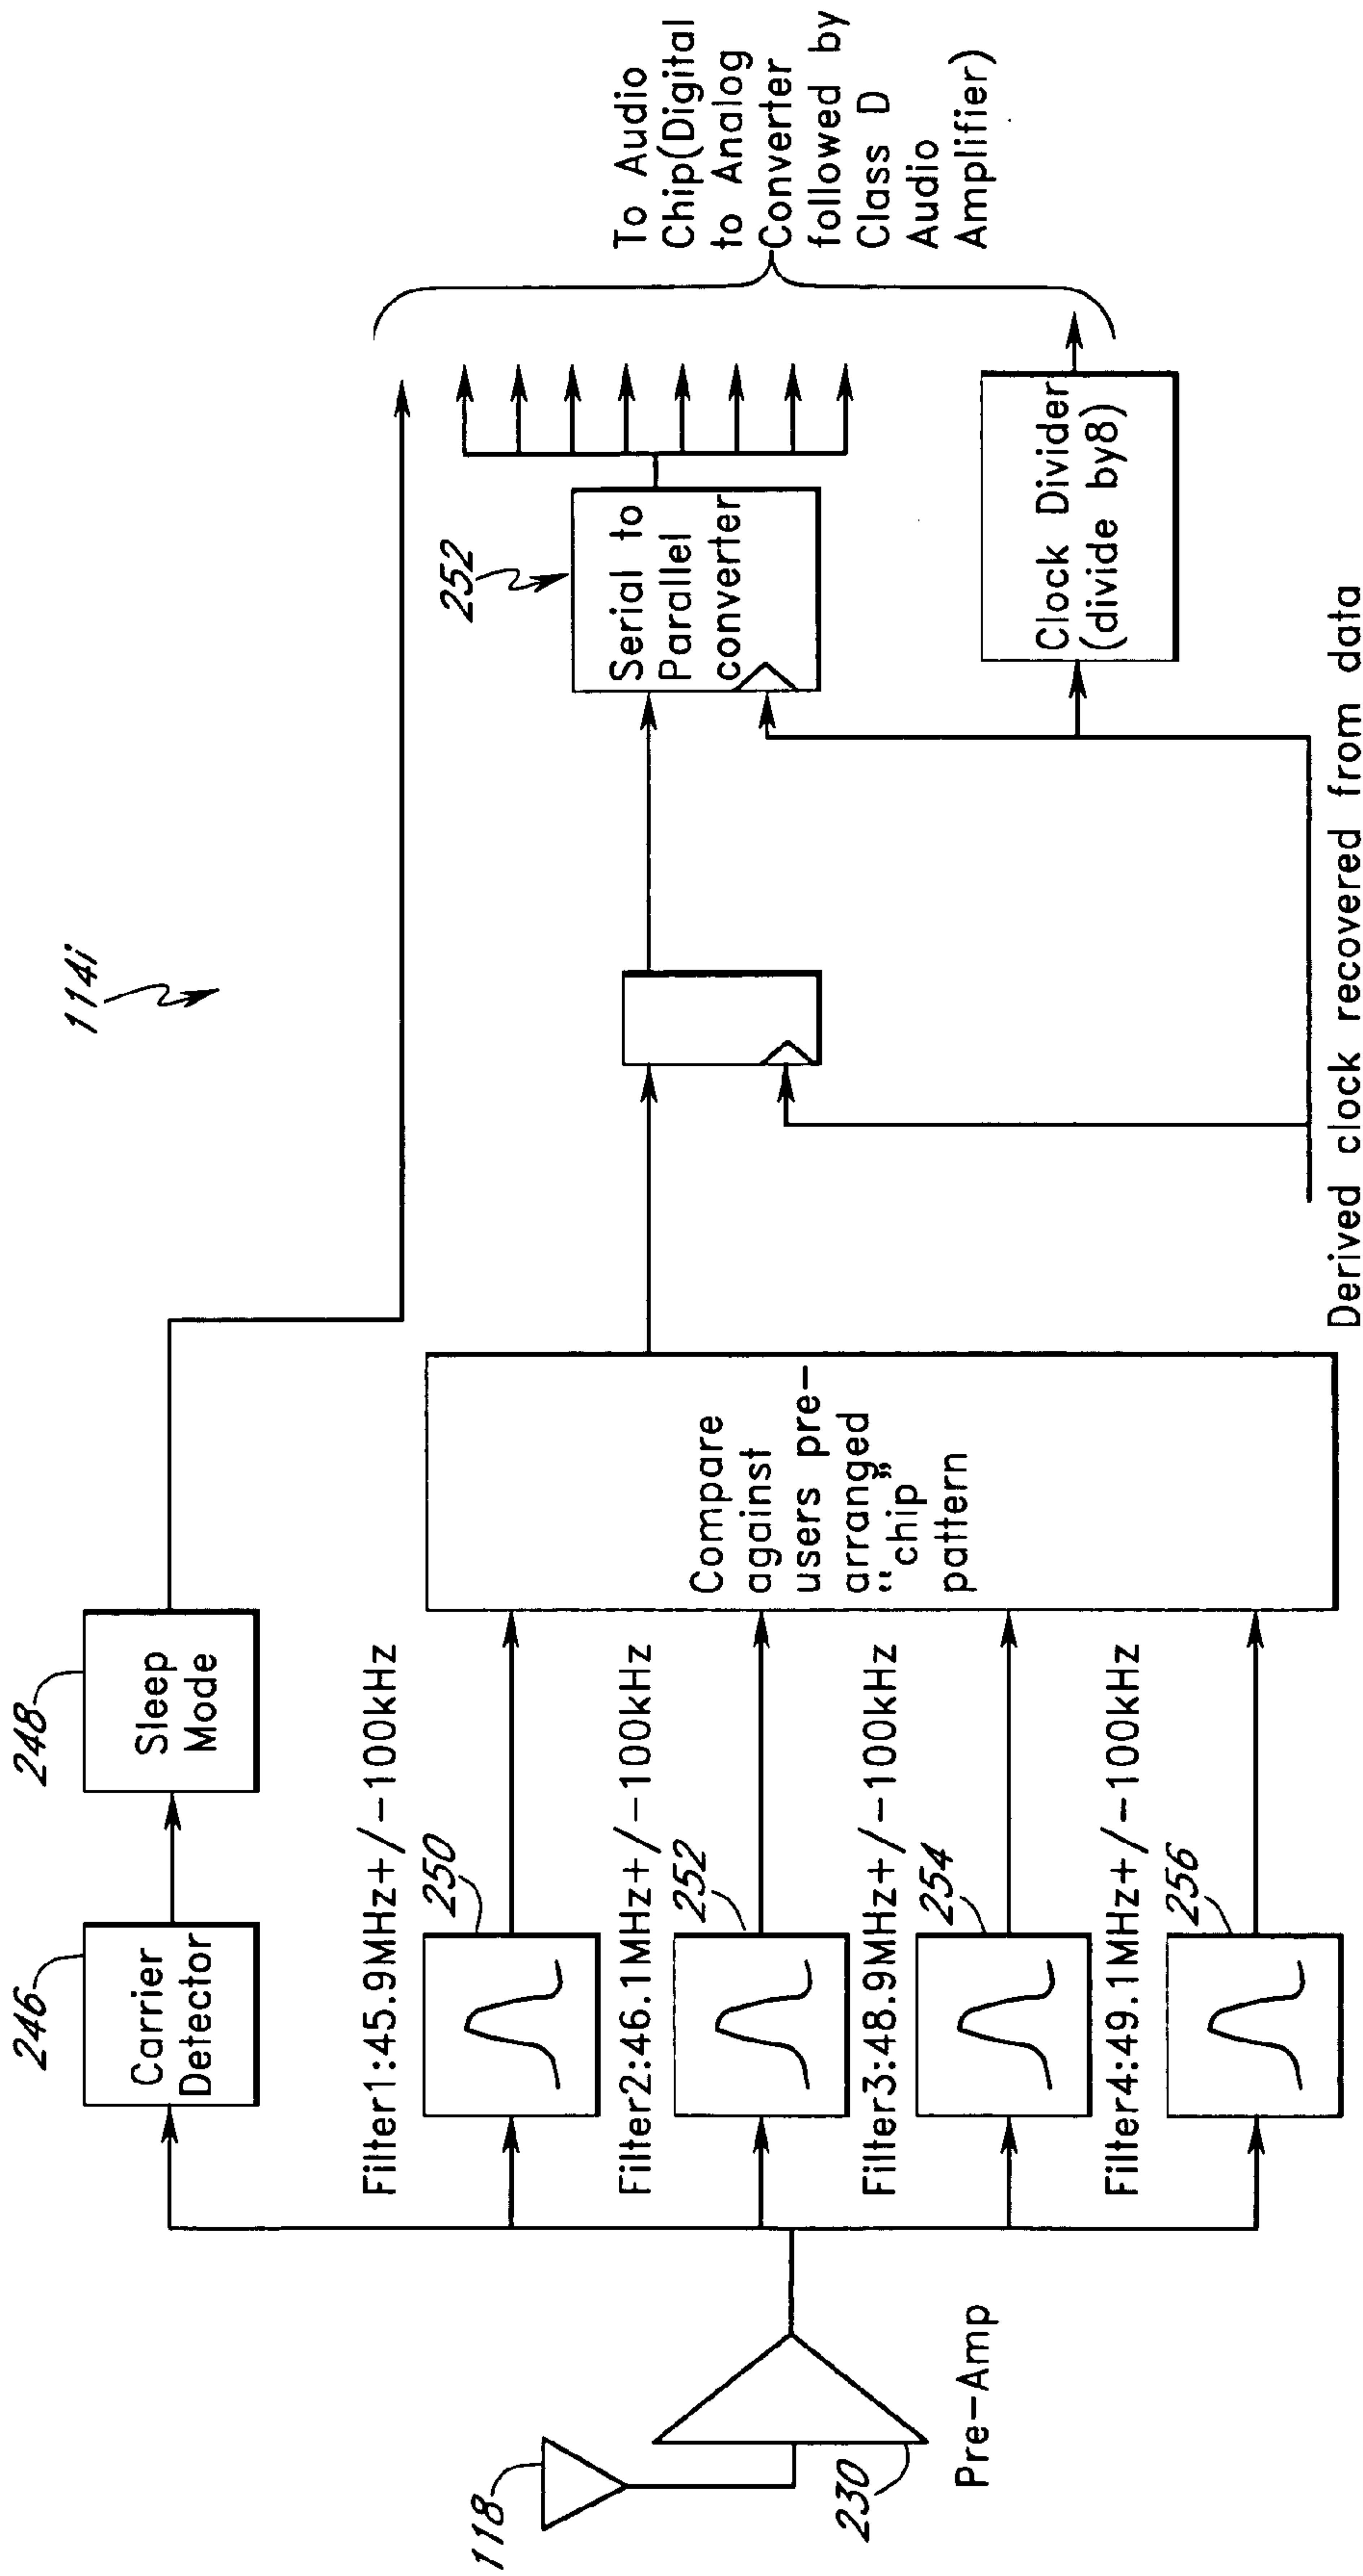 114i
118
230
Pre-Amp
246
Carrier
Detector
248
Sleep
Mode
Filter1:45.9MHz+/-100kHz
250
Filter2:46.1MHz+/-100kHz
252
Filter3:48.9MHz+/-100kHz
254
Filter4:49.1MHz+/-100kHz
256
Compare
against
users pre-
arranged
“chip”
pattern
252
Serial to
Parallel
converter
Clock Divider
(divide by8)
Derived clock recovered from data
To Audio
Chip(Digital
to Analog
Converter
followed by
Class D
Audio
Amplifier)